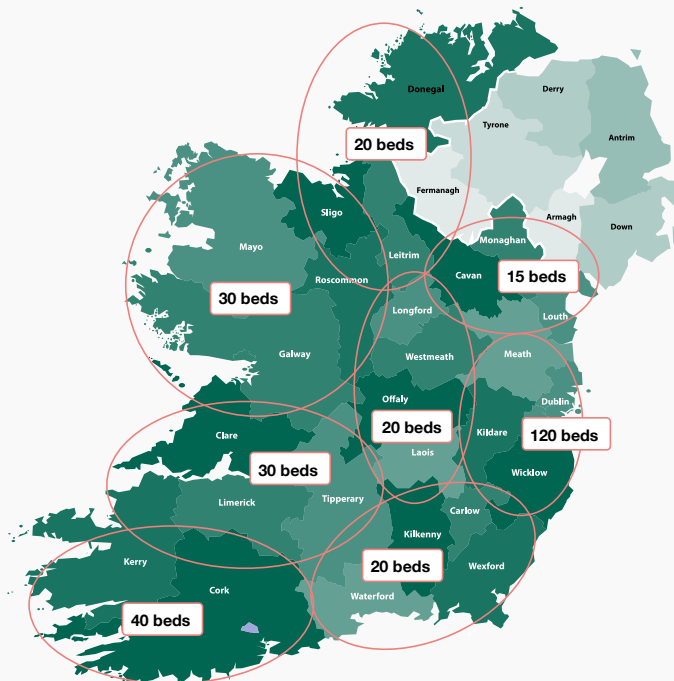 Donegal
Derry
Tyrone
Antrim
20 beds
Fermanagh
Armagh
Down
Sligo
Monaghan
Mayo
Leitrim
Cavan
15 beds
Roscommon
30 beds
Longford
Louth
Galway
Westmeath
Meath
Offaly
Dublin
Clare
20 beds
Kildare
120 beds
Laois
30 beds
Wicklow
Limerick
Tipperary
Carlow
Kilkenny
Kerry
20 beds
Wexford
Cork
Waterford
40 beds